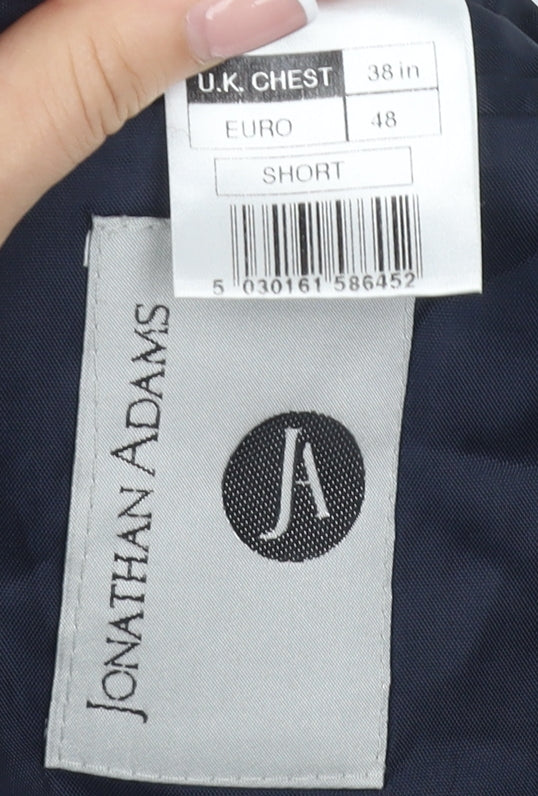 U.K. CHEST 38 in
EURO 48
SHORT
5 030161 586452
JONATHAN ADAMS
JA